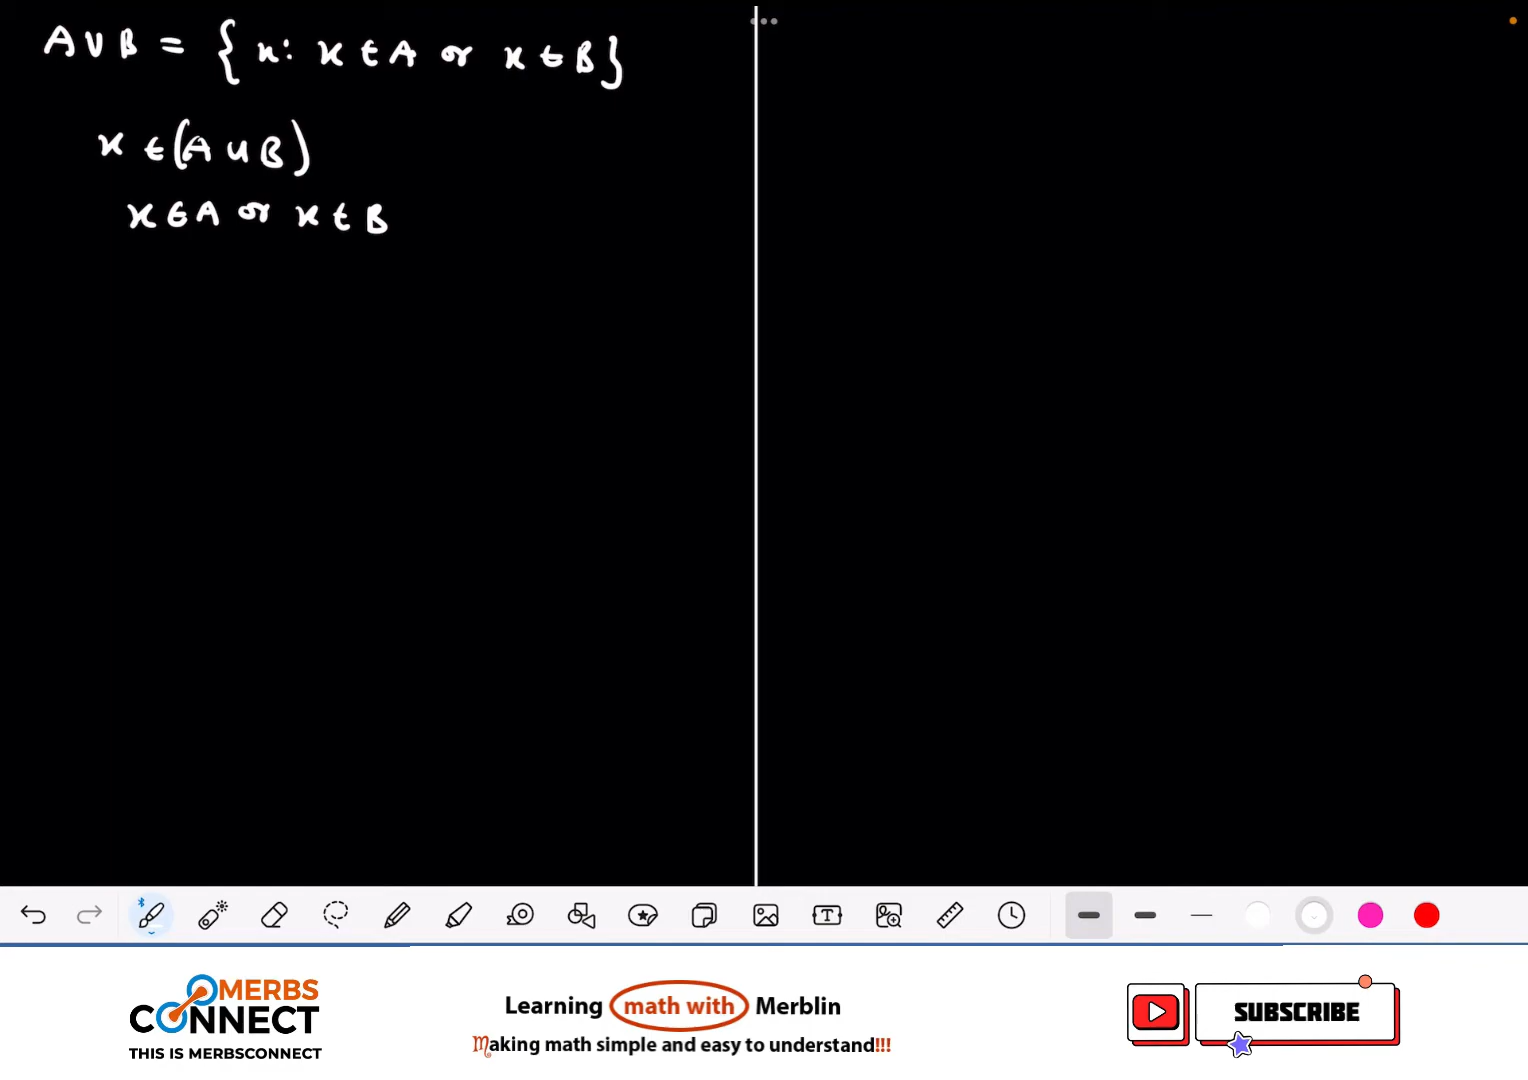 A ∪ B = { x: x ∈ A or x ∈ B}
x ∈ (A ∪ B)
x ∈ A or x ∈ B
MERBS
CONNECT
THIS IS MERBSCONNECT
Learning math with Merblin
Making math simple and easy to understand!!!
SUBSCRIBE